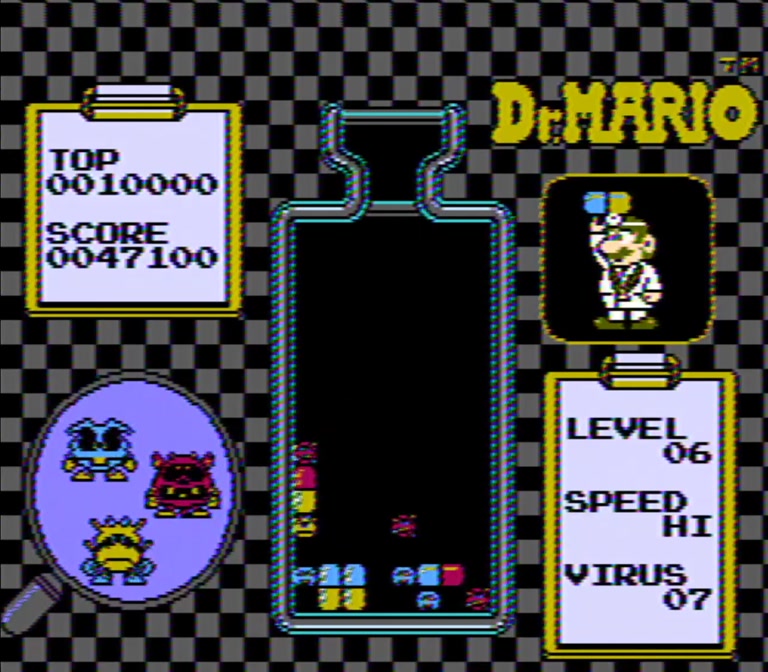 TM
Dr. MARIO
TOP
0010000
SCORE
0047100
LEVEL
06
SPEED
HI
VIRUS
07